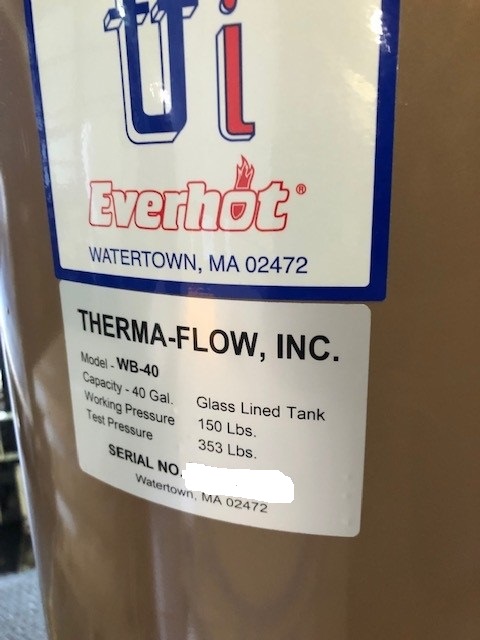 Everhot®
WATERTOWN, MA 02472
THERMA-FLOW, INC.
Model - WB-40
Capacity - 40 Gal. Glass Lined Tank
Working Pressure 150 Lbs.
Test Pressure 353 Lbs.
SERIAL NO.
Watertown, MA 02472